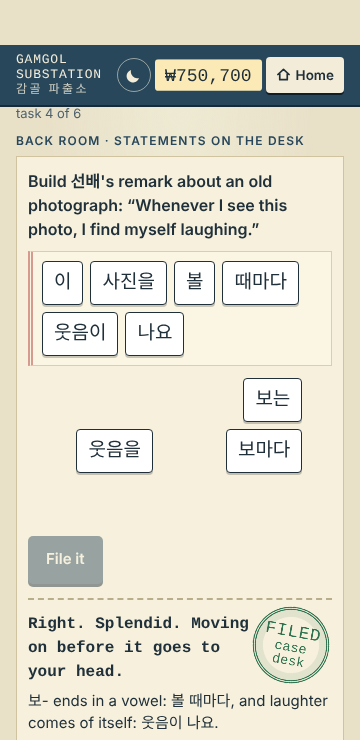 GAMGOL
SUBSTATION
감골 파출소
₩750,700
Home
task 4 of 6
BACK ROOM · STATEMENTS ON THE DESK
Build 선배's remark about an old
photograph: “Whenever I see this
photo, I find myself laughing.”
이 사진을 볼 때마다
웃음이 나요
보는
웃음을 보마다
File it
Right. Splendid. Moving
on before it goes to
your head.
FILED
case
desk
보- ends in a vowel: 볼 때마다, and laughter
comes of itself: 웃음이 나요.